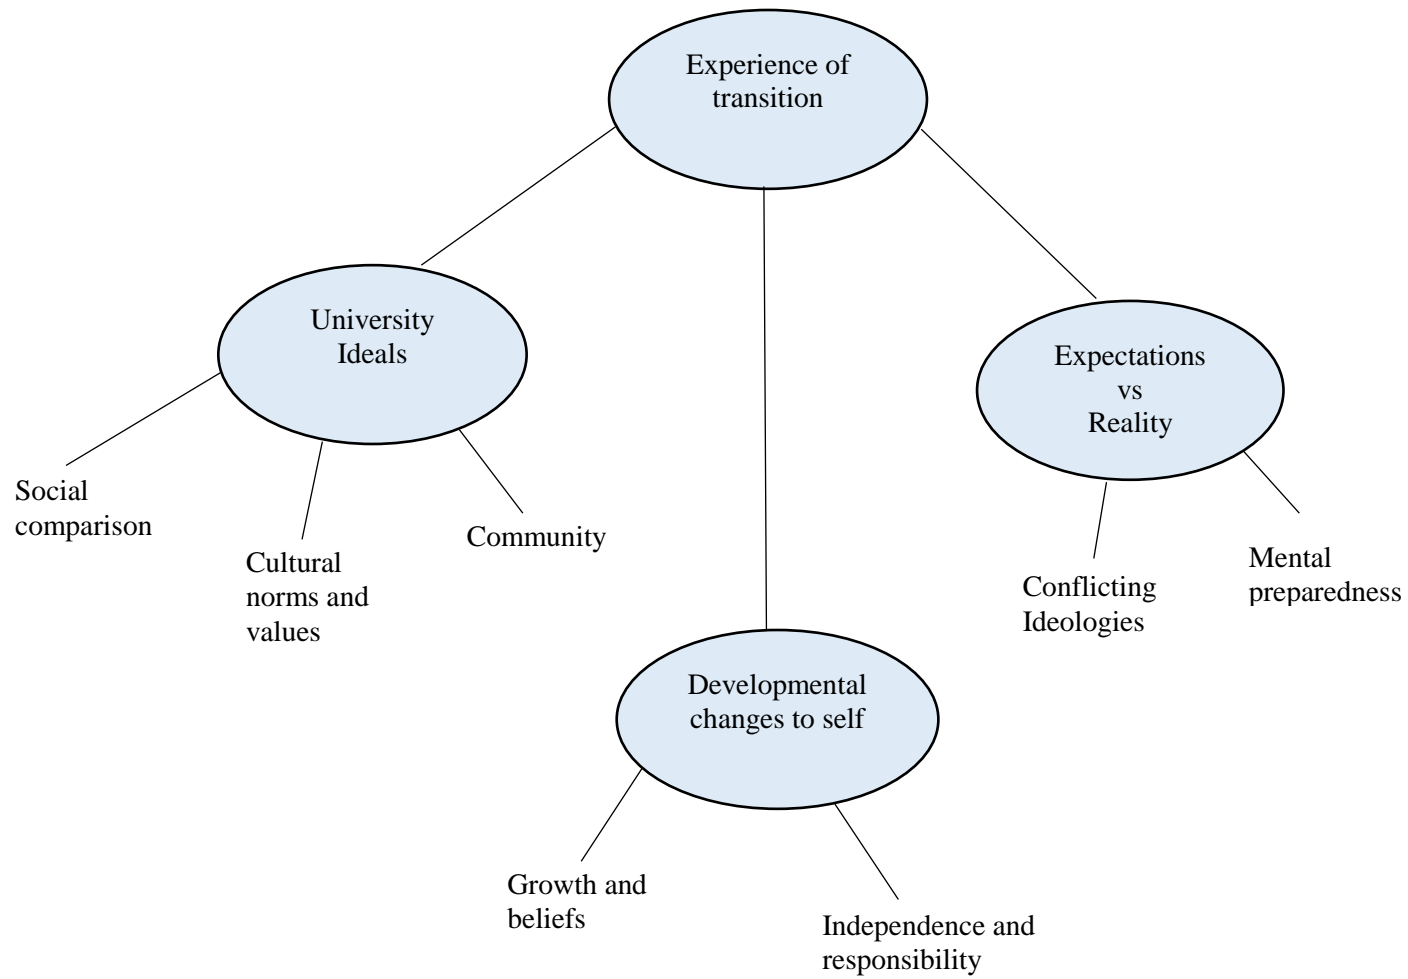 Experience of
transition
University
Ideals
Expectations
vs
Reality
Social
comparison
Cultural
norms and
values
Community
Conflicting
Ideologies
Mental
preparedness
Developmental
changes to self
Growth and
beliefs
Independence and
responsibility